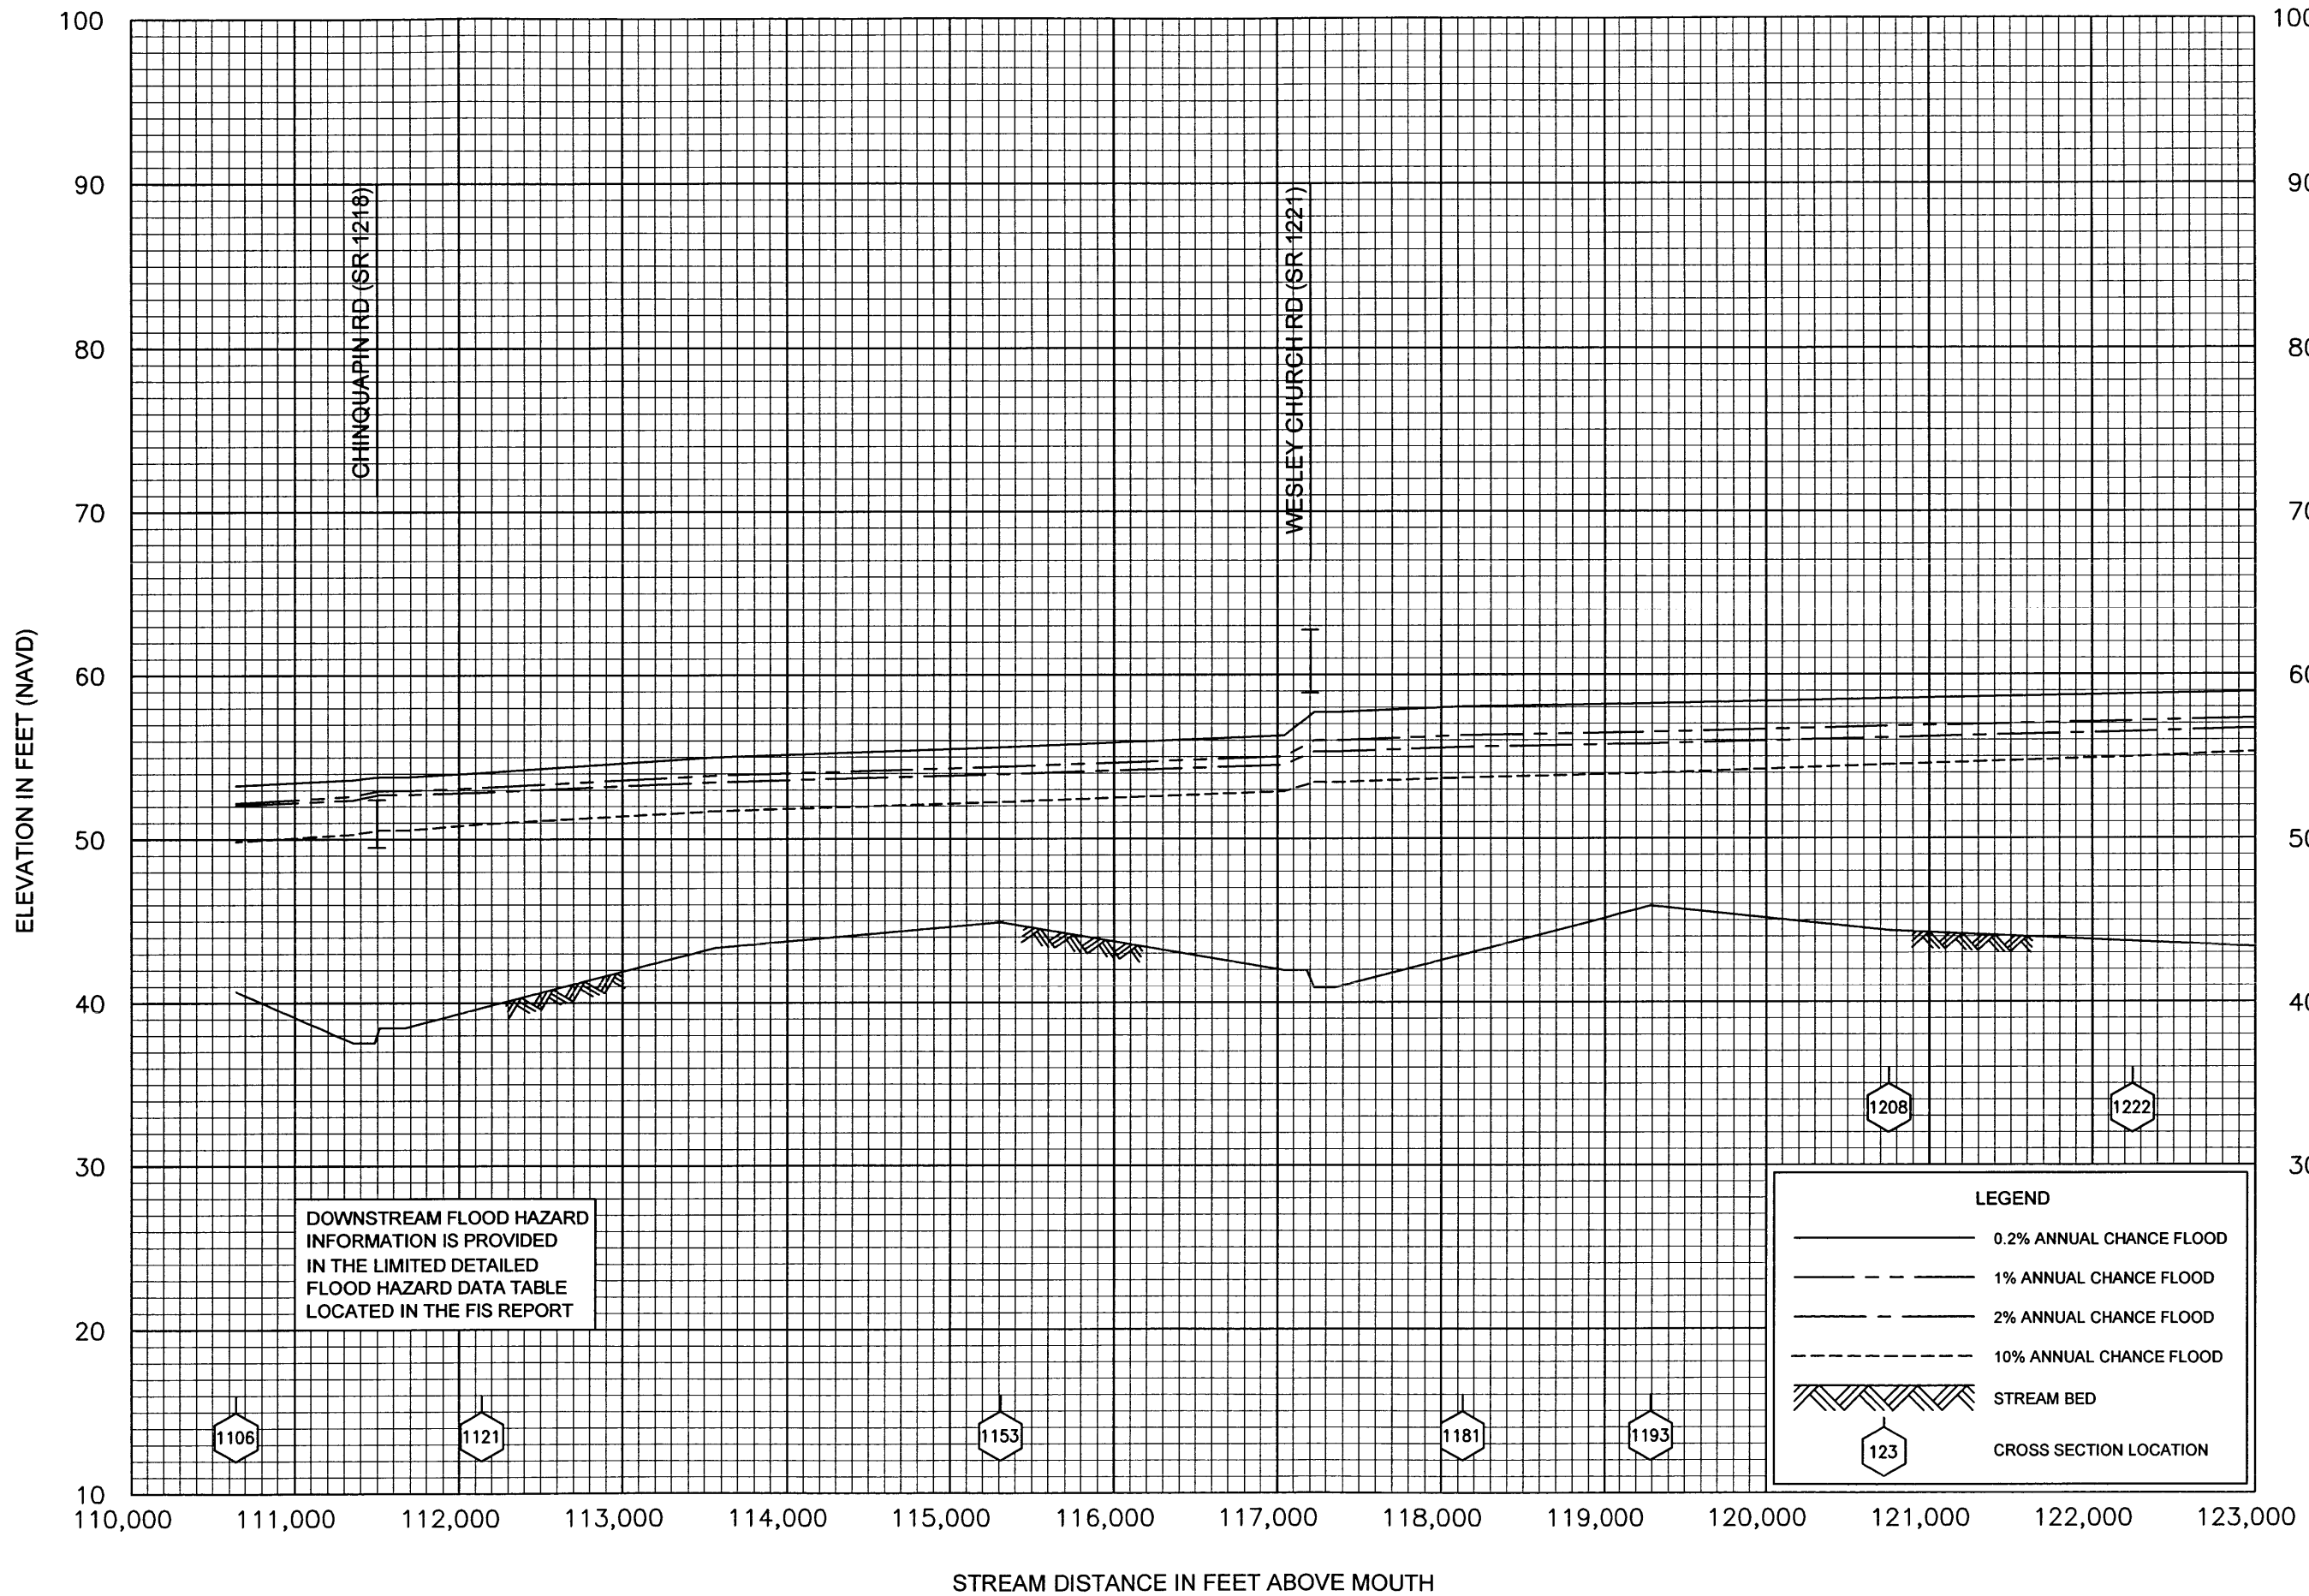 100
90
80
70
60
50
40
30
20
10
ELEVATION IN FEET (NAVD)
CHINQUAPIN RD (SR 1218)
WESLEY CHURCH RD (SR 1221)
100
90
80
70
60
50
40
30
1208
1222
1106
1121
1153
1181
1193
DOWNSTREAM FLOOD HAZARD
INFORMATION IS PROVIDED
IN THE LIMITED DETAILED
FLOOD HAZARD DATA TABLE
LOCATED IN THE FIS REPORT
LEGEND
0.2% ANNUAL CHANCE FLOOD
1% ANNUAL CHANCE FLOOD
2% ANNUAL CHANCE FLOOD
10% ANNUAL CHANCE FLOOD
STREAM BED
123 CROSS SECTION LOCATION
110,000 111,000 112,000 113,000 114,000 115,000 116,000 117,000 118,000 119,000 120,000 121,000 122,000 123,000
STREAM DISTANCE IN FEET ABOVE MOUTH